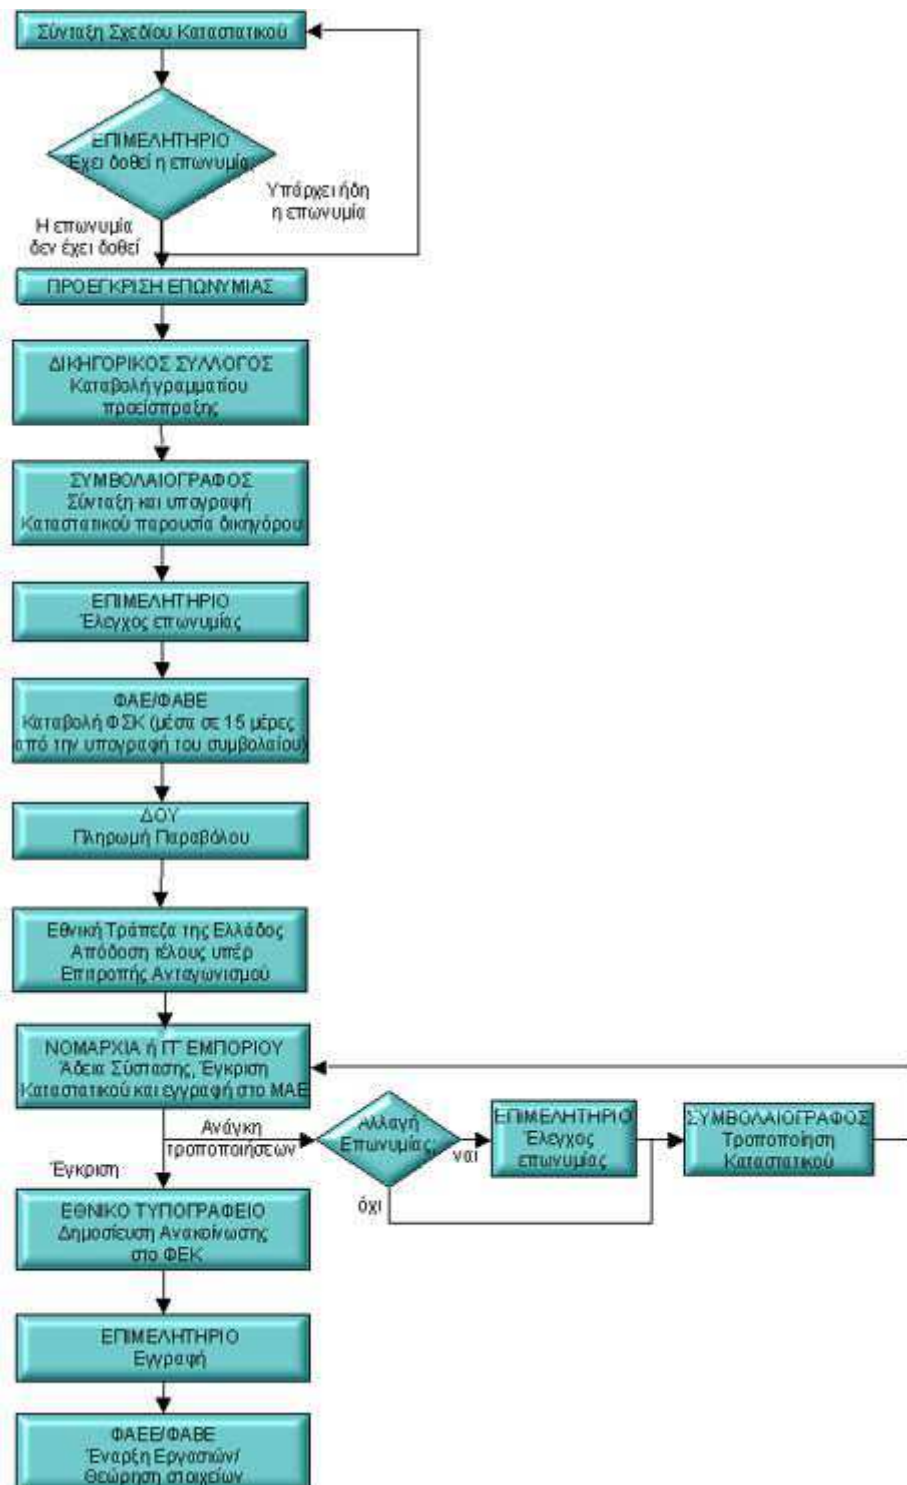 Σύνταξη Σχεδίου Καταστατικού
ΕΠΙΜΕΛΗΤΗΡΙΟ
Έχει δοθεί η επωνυμία;
Υπάρχει ήδη
η επωνυμία
Η επωνυμία
δεν έχει δοθεί
ΠΡΟΕΓΚΡΙΣΗ ΕΠΩΝΥΜΙΑΣ
ΔΙΚΗΓΟΡΙΚΟΣ ΣΥΛΛΟΓΟΣ
Καταβολή γραμματίου
προείσπραξης
ΣΥΜΒΟΛΑΙΟΓΡΑΦΟΣ
Σύνταξη και υπογραφή
Καταστατικού παρουσία δικηγόρου
ΕΠΙΜΕΛΗΤΗΡΙΟ
Έλεγχος επωνυμίας
ΦΑΕ/ΦΑΒΕ
Καταβολή ΦΣΚ (μέσα σε 15 μέρες
από την υπογραφή του συμβολαίου)
ΔΟΥ
Πληρωμή Παραβόλου
Εθνική Τράπεζα της Ελλάδος
Απόδοση τέλους υπέρ
Επιτροπής Ανταγωνισμού
ΝΟΜΑΡΧΙΑ ή ΓΓ ΕΜΠΟΡΙΟΥ
Άδεια Σύστασης, Έγκριση
Καταστατικού και εγγραφή στο ΜΑΕ
Ανάγκη
τροποποιήσεων
Αλλαγή
Επωνυμίας;
ναι
όχι
ΕΠΙΜΕΛΗΤΗΡΙΟ
Έλεγχος
επωνυμίας
ΣΥΜΒΟΛΑΙΟΓΡΑΦΟΣ
Τροποποίηση
Καταστατικού
Έγκριση
ΕΘΝΙΚΟ ΤΥΠΟΓΡΑΦΕΙΟ
Δημοσίευση Ανακοίνωσης
στο ΦΕΚ
ΕΠΙΜΕΛΗΤΗΡΙΟ
Εγγραφή
ΦΑΕΕ/ΦΑΒΕ
Έναρξη Εργασιών/
Θεώρηση στοιχείων